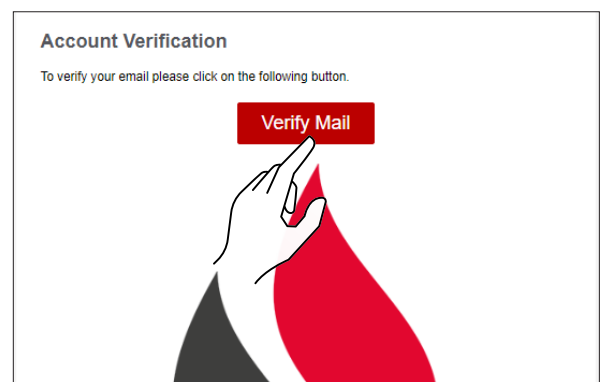 Account Verification
To verify your email please click on the following button.
Verify Mail